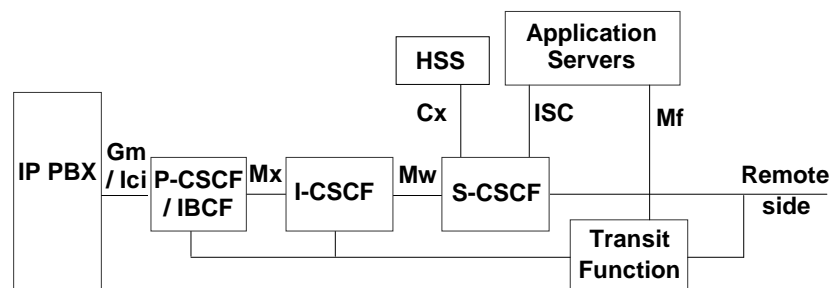 Application
Servers
HSS
Cx
ISC
Mf
IP PBX
Gm
/ Ici
P-CSCF
/ IBCF
Mx
I-CSCF
Mw
S-CSCF
Remote
side
Transit
Function